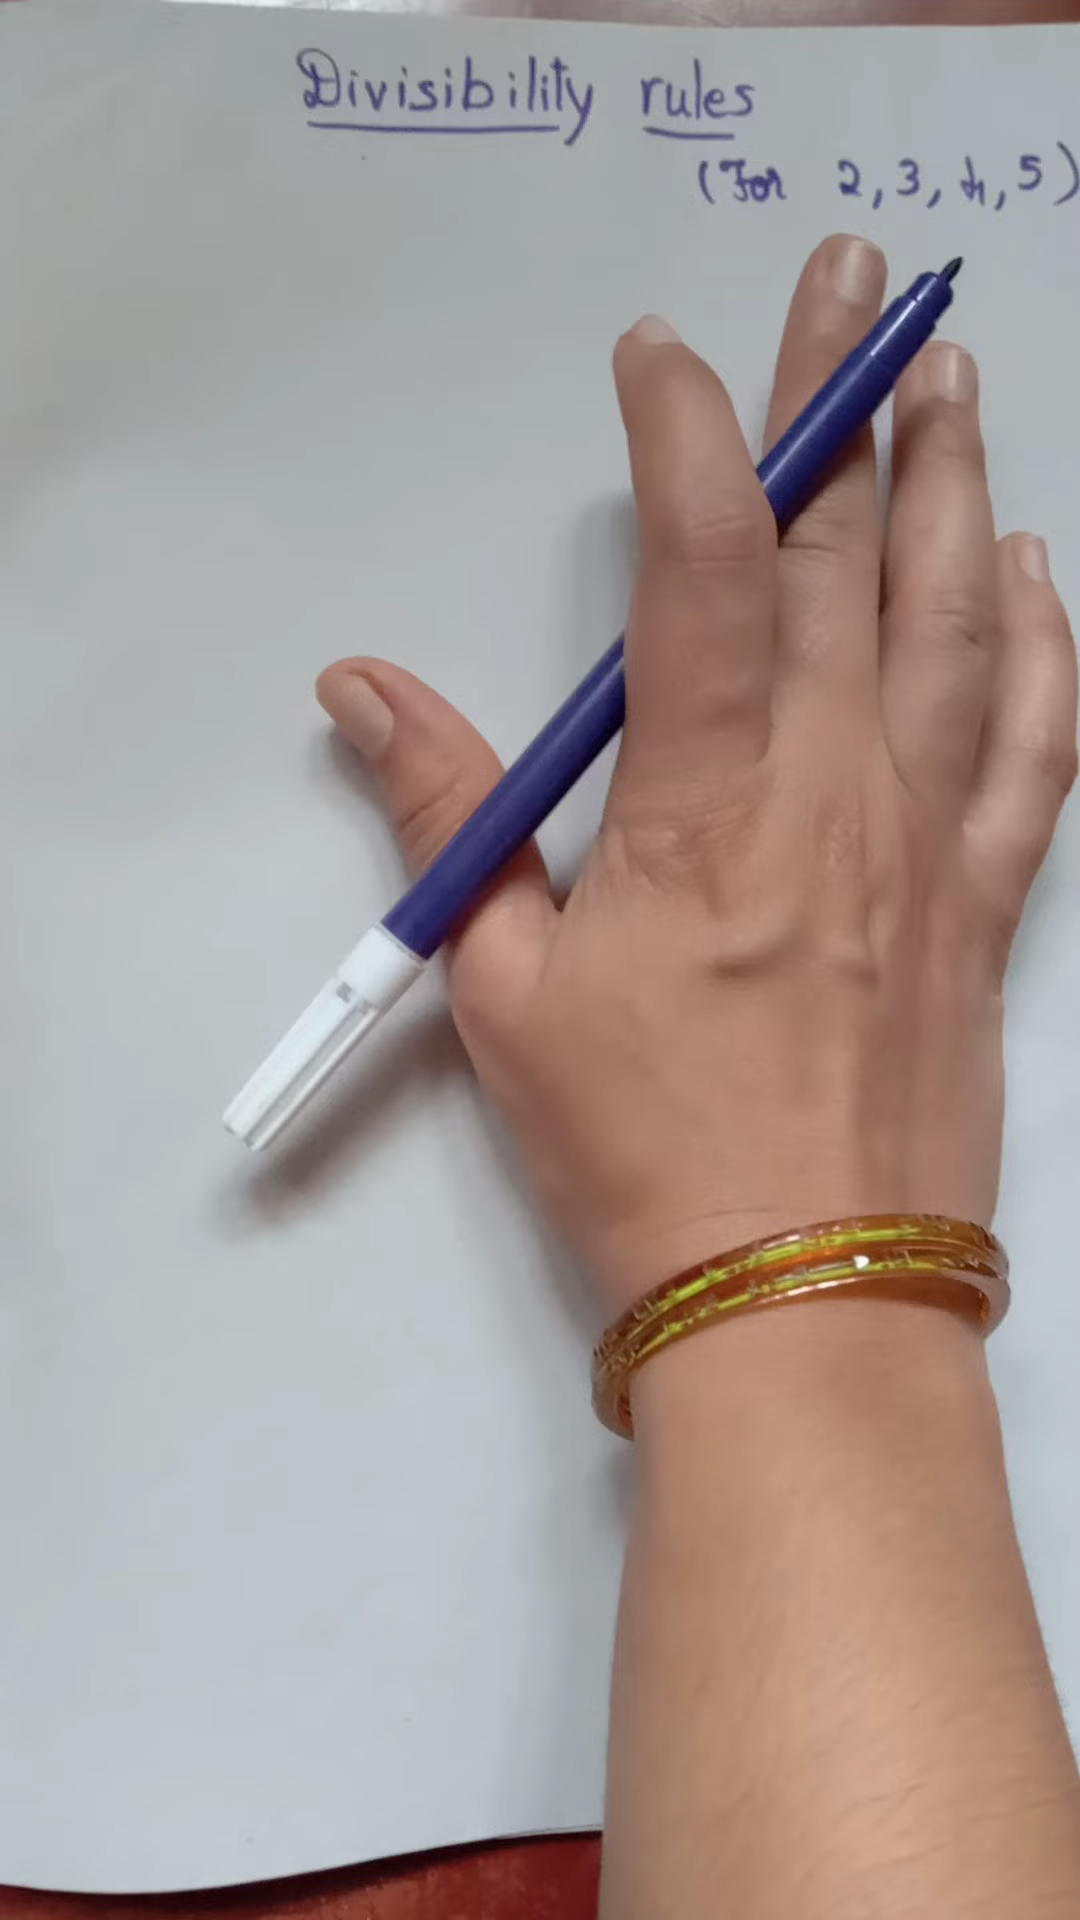 Divisibility rules
(For 2, 3, 4, 5)